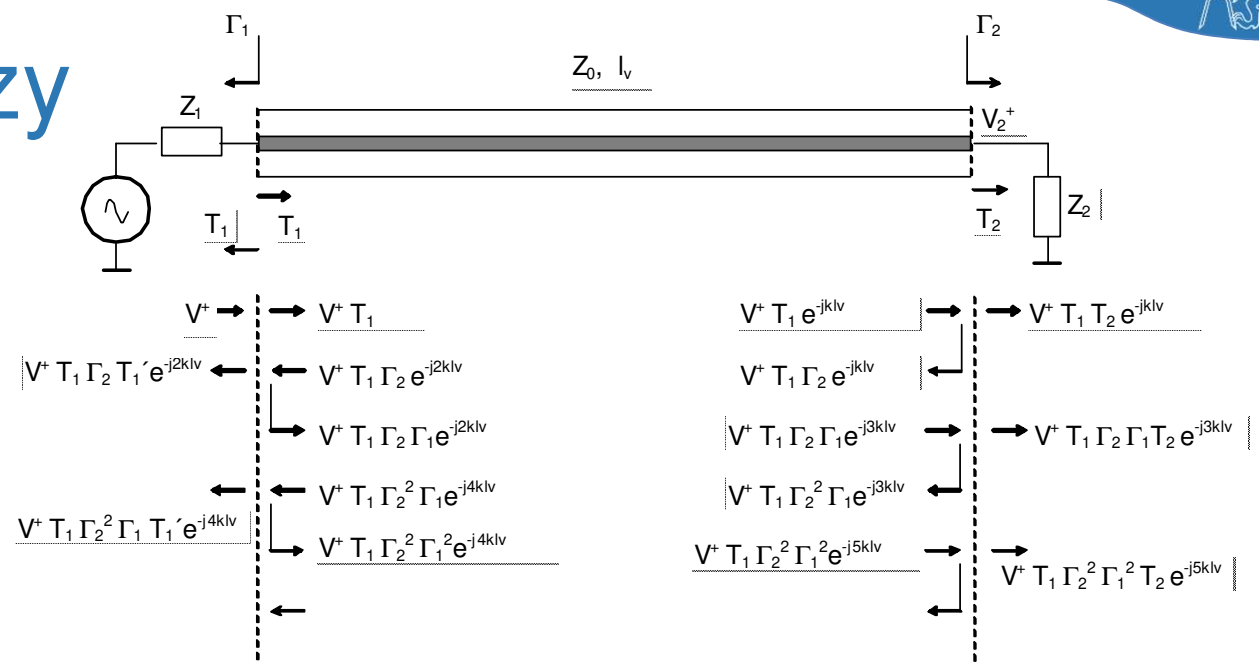 Γ₁ Γ₂
zy
Z₀, lᵥ
Z₁ V₂⁺
T₁ T₁ T₂ Z₂
V⁺ V⁺ T₁ V⁺ T₁ e^-jklv V⁺ T₁ T₂ e^-jklv
V⁺ T₁ Γ₂ T₁´e^-j2klv V⁺ T₁ Γ₂ e^-j2klv V⁺ T₁ Γ₂ e^-jklv
V⁺ T₁ Γ₂ Γ₁e^-j2klv V⁺ T₁ Γ₂ Γ₁e^-j3klv V⁺ T₁ Γ₂ Γ₁T₂ e^-j3klv
V⁺ T₁ Γ₂² Γ₁e^-j4klv V⁺ T₁ Γ₂² Γ₁e^-j3klv
V⁺ T₁ Γ₂² Γ₁ T₁´e^-j4klv V⁺ T₁ Γ₂² Γ₁²e^-j4klv V⁺ T₁ Γ₂² Γ₁²e^-j5klv V⁺ T₁ Γ₂² Γ₁² T₂ e^-j5klv